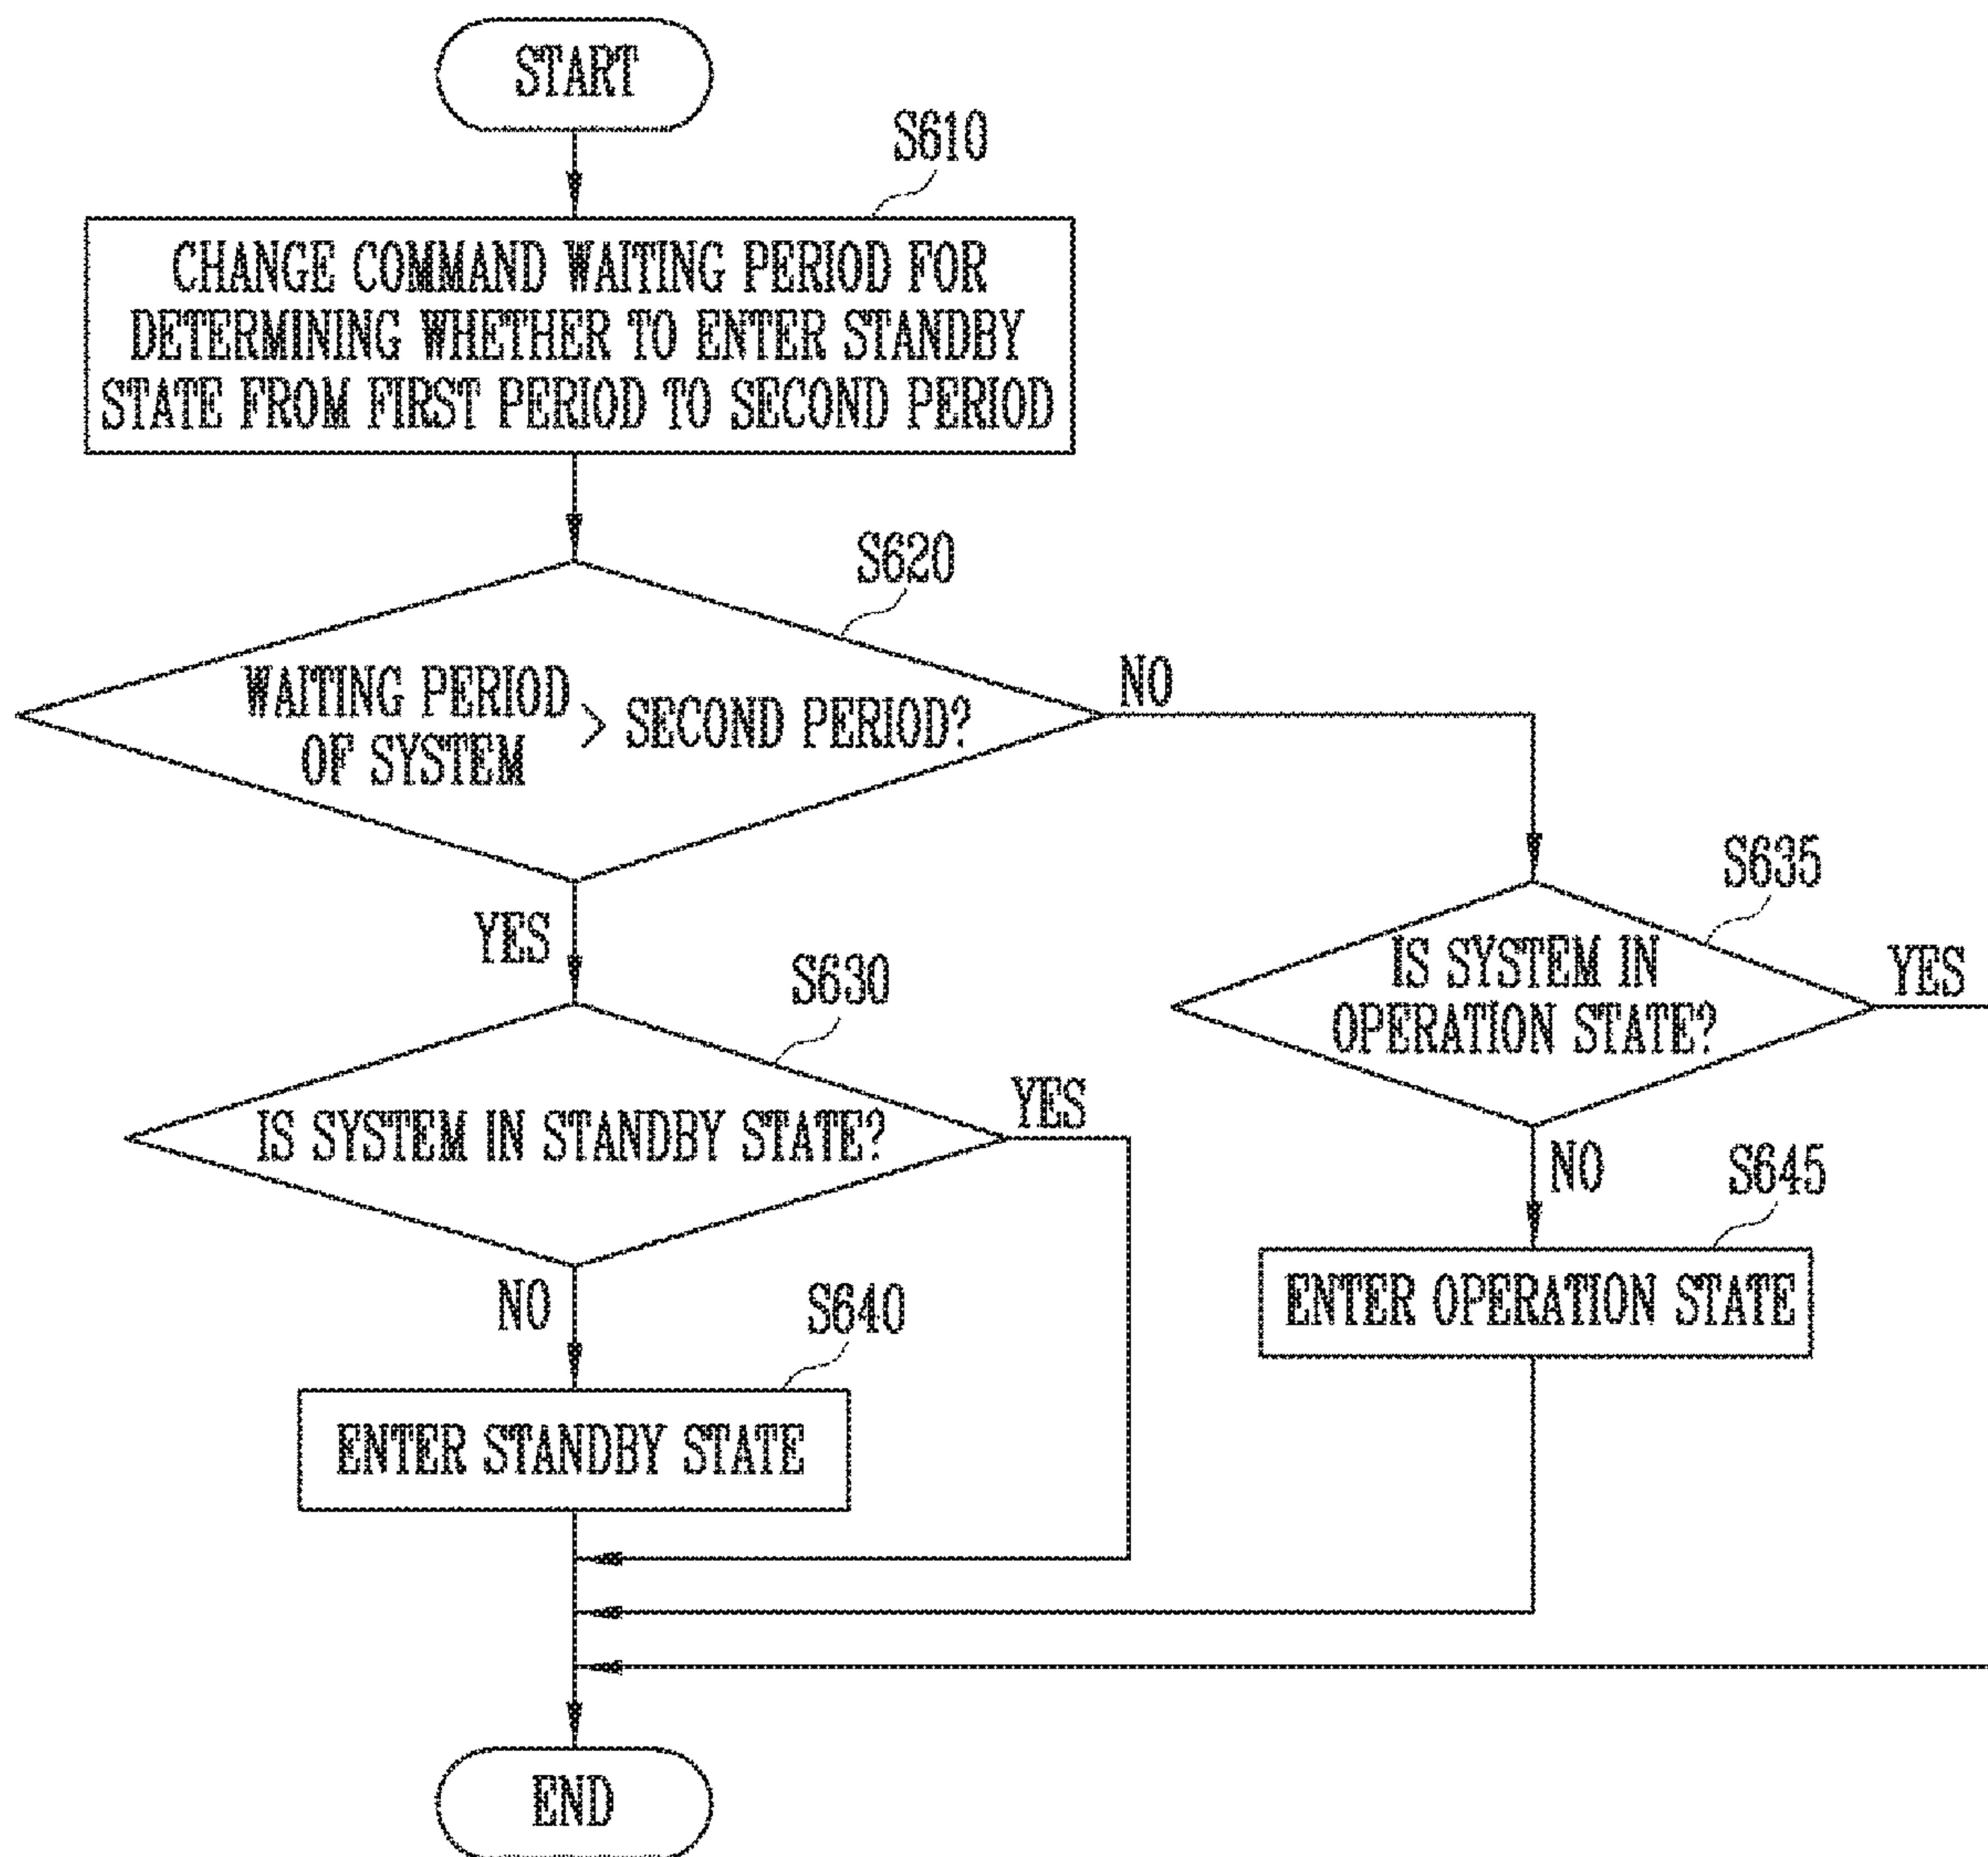 START
S610
CHANGE COMMAND WAITING PERIOD FOR
DETERMINING WHETHER TO ENTER STANDBY
STATE FROM FIRST PERIOD TO SECOND PERIOD
S620
WAITING PERIOD
OF SYSTEM
> SECOND PERIOD?
NO
YES
S635
IS SYSTEM IN
OPERATION STATE?
YES
S630
IS SYSTEM IN STANDBY STATE?
YES
NO
S645
ENTER OPERATION STATE
NO
S640
ENTER STANDBY STATE
END